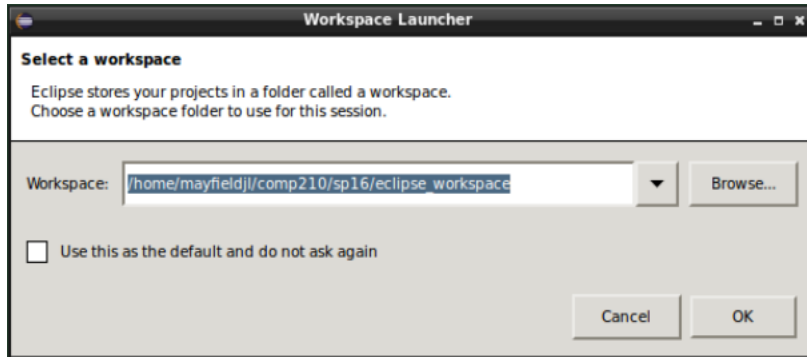 Workspace Launcher
Select a workspace
Eclipse stores your projects in a folder called a workspace.
Choose a workspace folder to use for this session.
Workspace: /home/mayfieldjl/comp210/sp16/eclipse_workspace Browse...
Use this as the default and do not ask again
Cancel OK